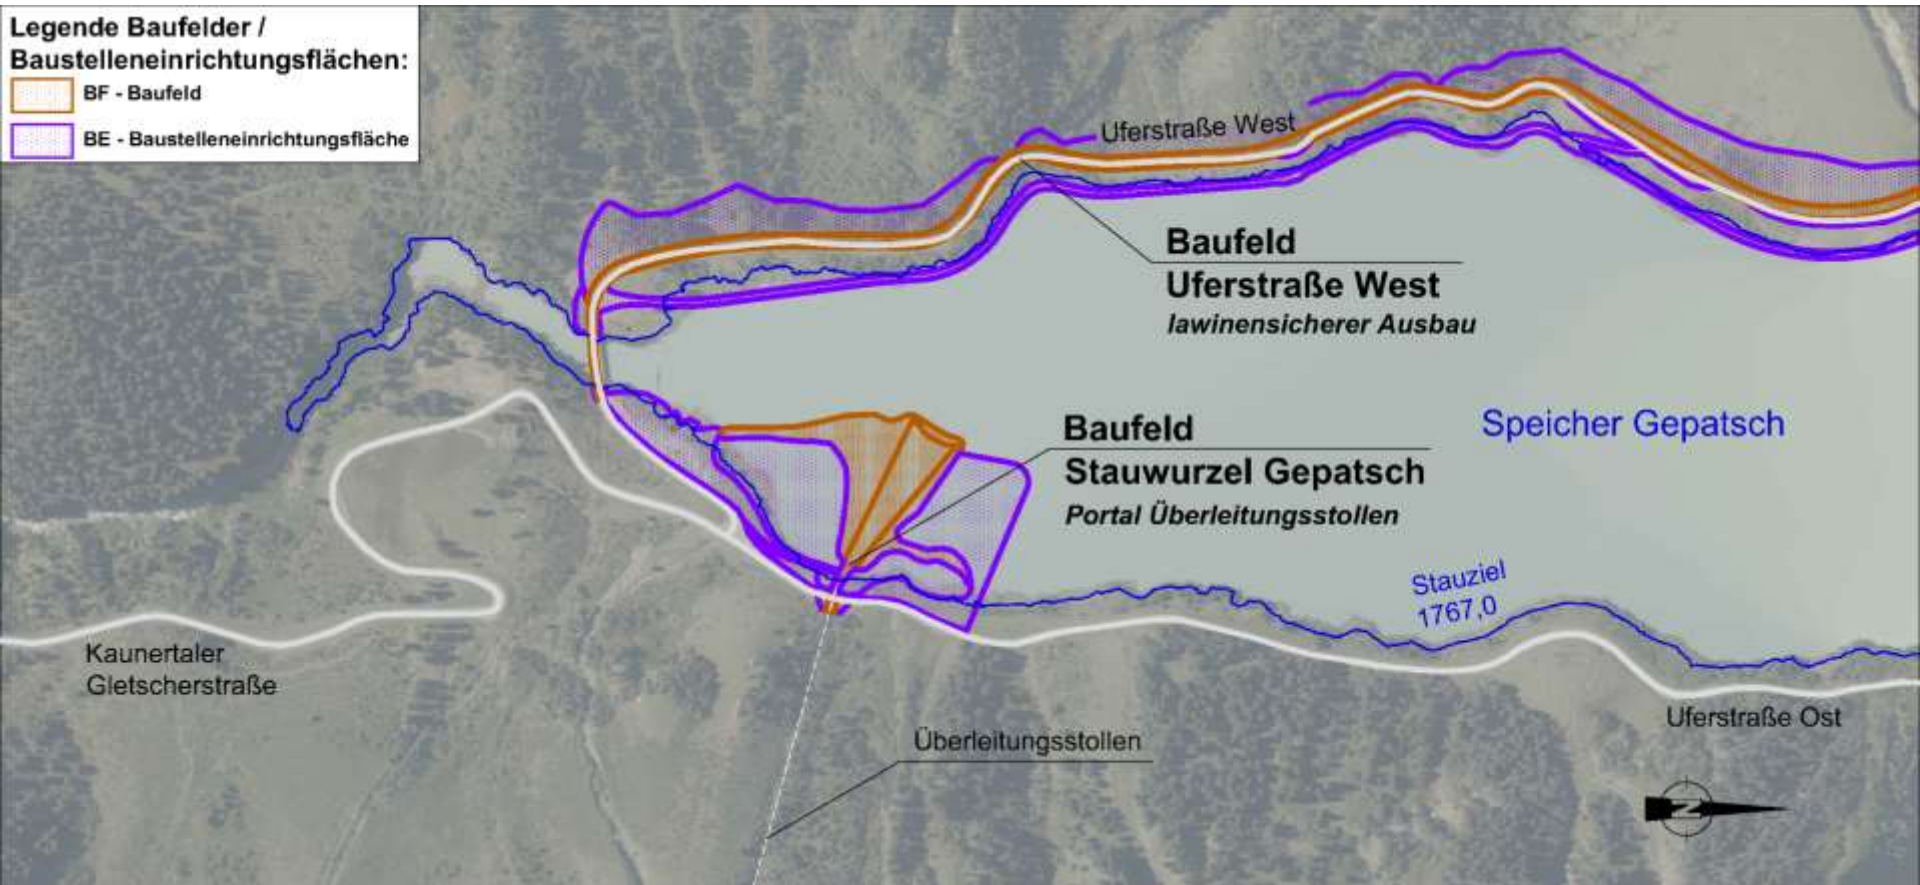 Legende Baufelder /
Baustelleneinrichtungsflächen:
BF - Baufeld
BE - Baustelleneinrichtungsfläche
Uferstraße West
Baufeld
Uferstraße West
lawinensicherer Ausbau
Baufeld
Stauwurzel Gepatsch
Portal Überleitungsstollen
Speicher Gepatsch
Stauziel
1767,0
Kaunertaler
Gletscherstraße
Uferstraße Ost
Überleitungsstollen
N